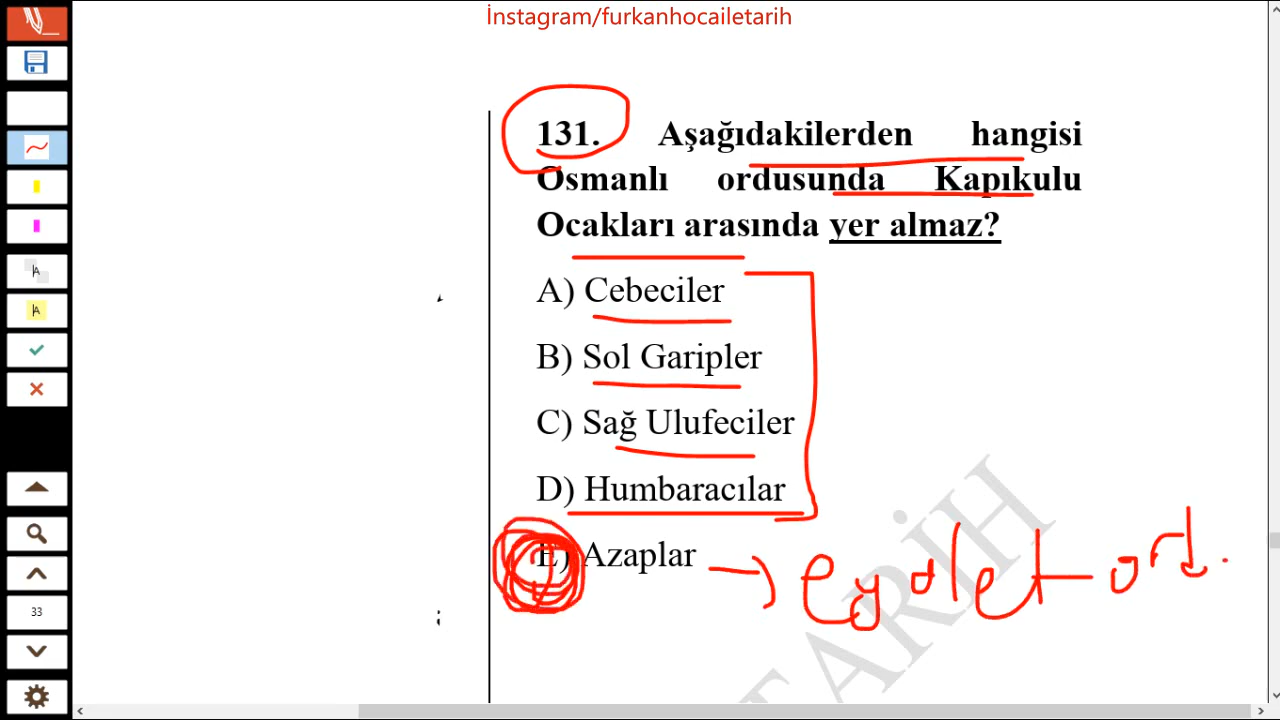 İnstagram/furkanhocailetarih
131. Aşağıdakilerden hangisi
Osmanlı ordusunda Kapıkulu
Ocakları arasında yer almaz?
A) Cebeciler
B) Sol Garipler
C) Sağ Ulufeciler
D) Humbaracılar
E) Azaplar → eyalet ord.
TARİH
33